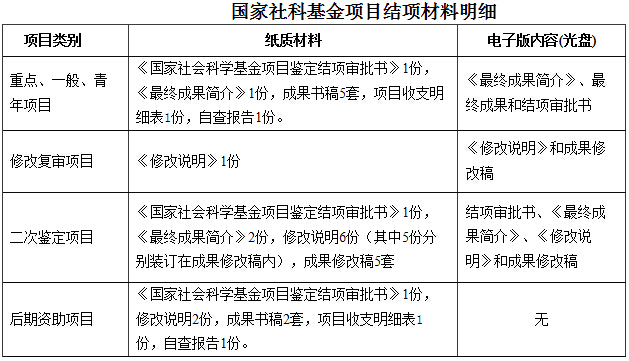 国家社科基金项目结项材料明细
项目类别
纸质材料
电子版内容(光盘)
重点、一般、青
年项目
《国家社会科学基金项目鉴定结项审批书》1份，
《最终成果简介》1份，成果书稿5套，项目收支明
细表1份，自查报告1份。
《最终成果简介》、最
终成果和结项审批书
修改复审项目
《修改说明》1份
《修改说明》和成果修
改稿
二次鉴定项目
《国家社会科学基金项目鉴定结项审批书》1份，
《最终成果简介》2份，修改说明6份（其中5份分
别装订在成果修改稿内），成果修改稿5套
结项审批书、《最终成
果简介》、《修改说
明》和成果修改稿
后期资助项目
《国家社会科学基金项目鉴定结项审批书》1份，
修改说明2份，成果书稿2套，项目收支明细表1
份，自查报告1份。
无